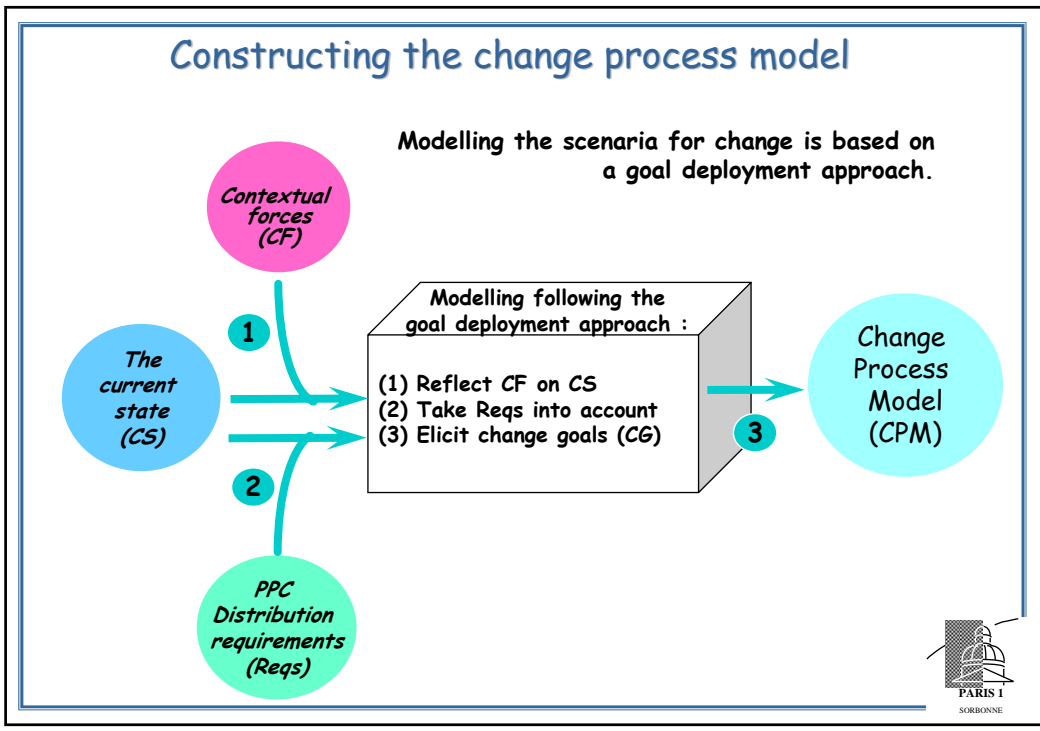 Constructing the change process model
Modelling the scenaria for change is based on
a goal deployment approach.
Contextual
forces
(CF)
1
The
current
state
(CS)
2
PPC
Distribution
requirements
(Reqs)
Modelling following the
goal deployment approach :
(1) Reflect CF on CS
(2) Take Reqs into account
(3) Elicit change goals (CG)
3
Change
Process
Model
(CPM)
PARIS 1
SORBONNE